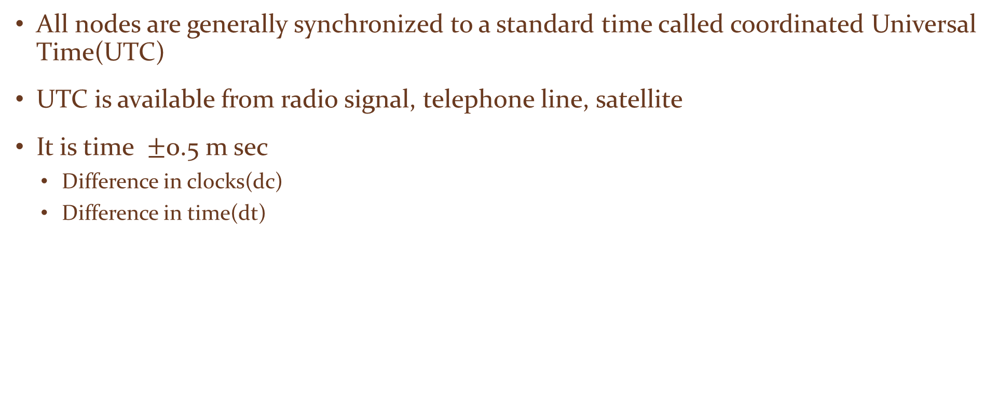 • All nodes are generally synchronized to a standard time called coordinated Universal
Time(UTC)
• UTC is available from radio signal, telephone line, satellite
• It is time ±0.5 m sec
• Difference in clocks(dc)
• Difference in time(dt)